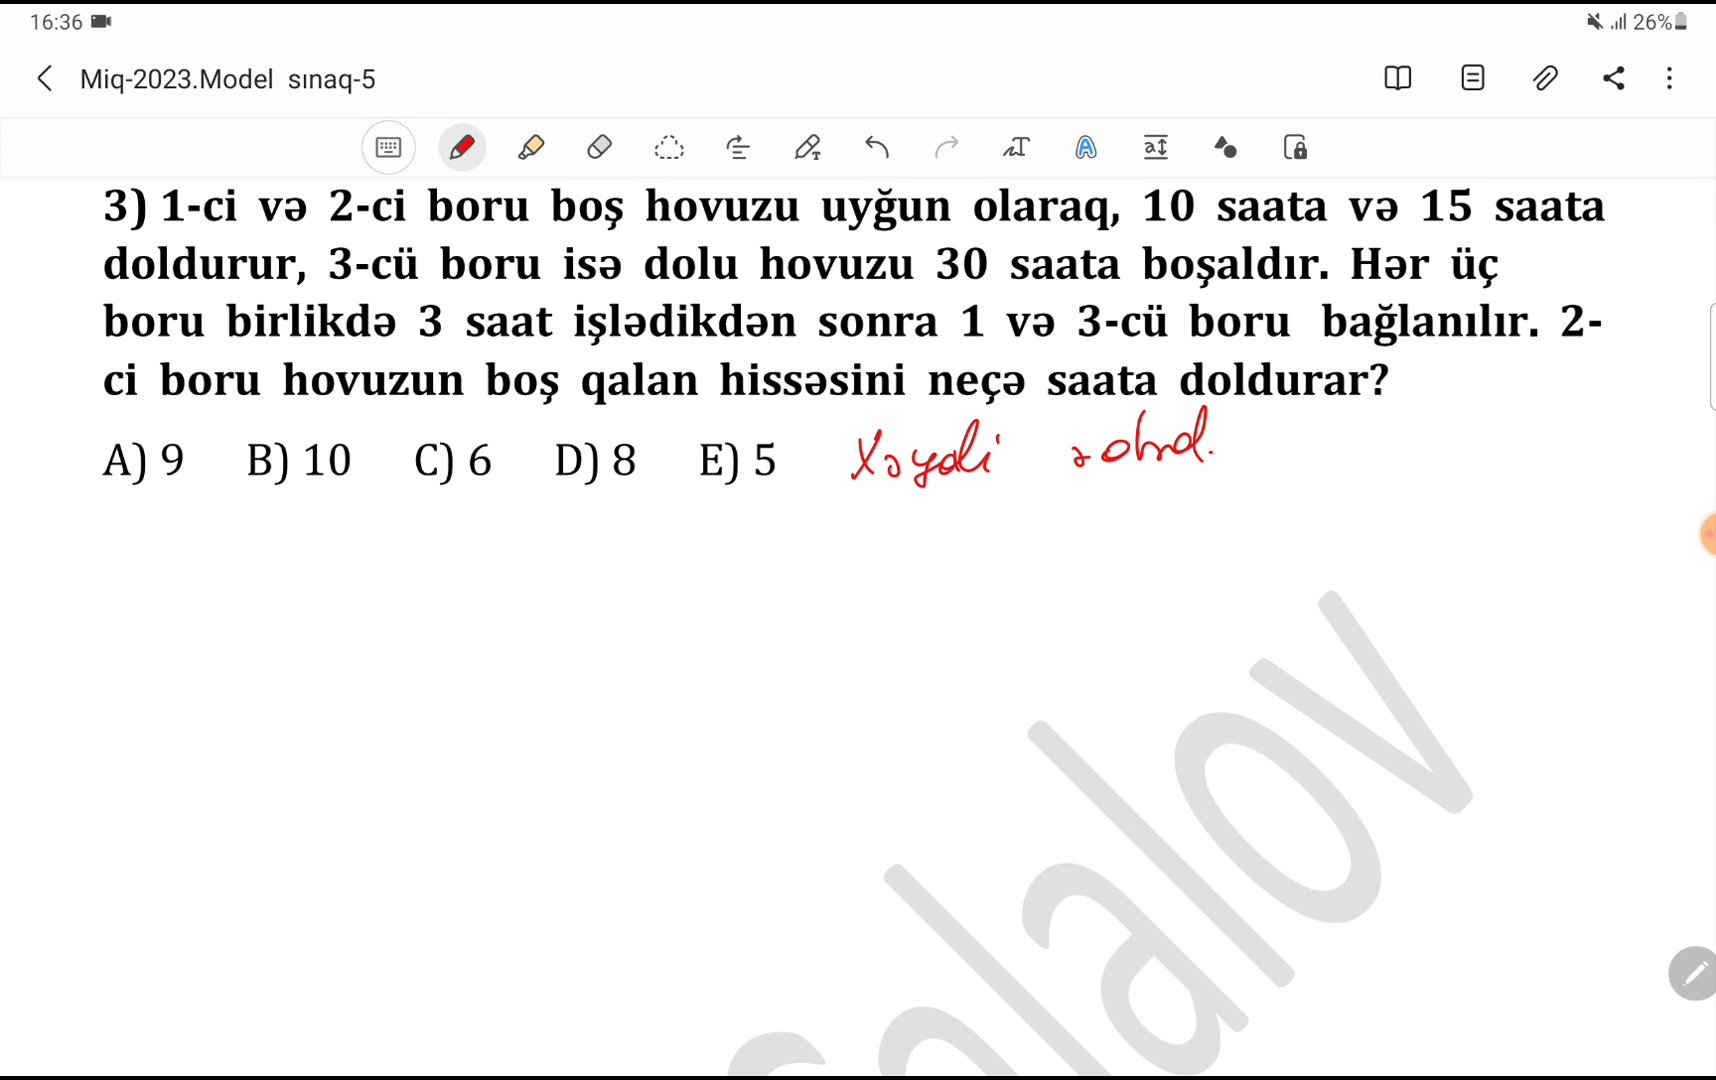 16:36
26%
Miq-2023.Model sınaq-5
3) 1-ci və 2-ci boru boş hovuzu uyğun olaraq, 10 saata və 15 saata
doldurur, 3-cü boru isə dolu hovuzu 30 saata boşaldır. Hər üç
boru birlikdə 3 saat işlədikdən sonra 1 və 3-cü boru bağlanılır. 2-
ci boru hovuzun boş qalan hissəsini neçə saata doldurar?
A) 9 B) 10 C) 6 D) 8 E) 5
alov